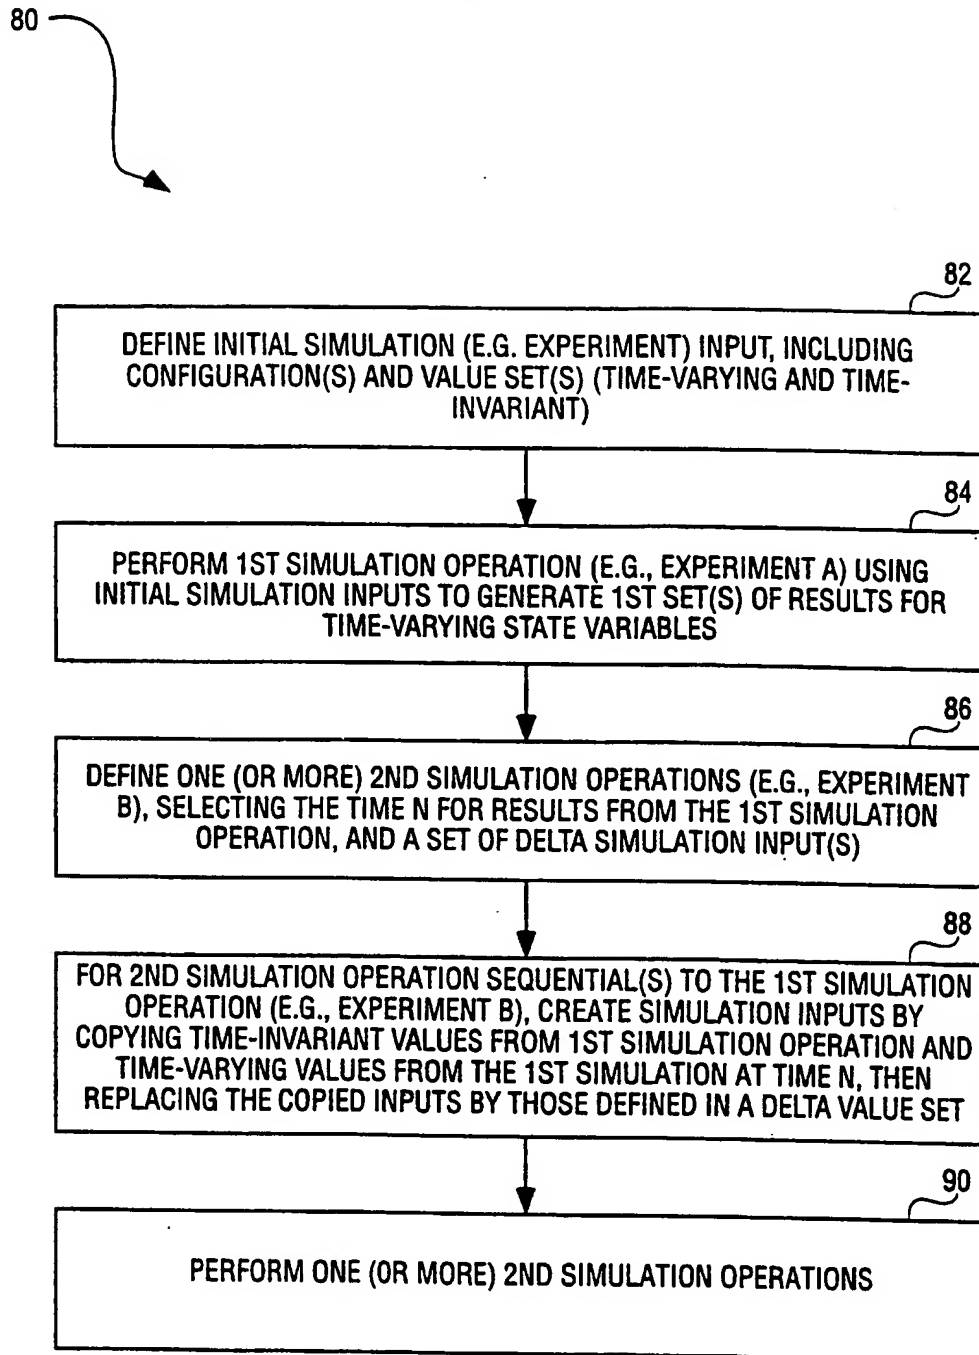 80
82
DEFINE INITIAL SIMULATION (E.G. EXPERIMENT) INPUT, INCLUDING
CONFIGURATION(S) AND VALUE SET(S) (TIME-VARYING AND TIME-
INVARIANT)
84
PERFORM 1ST SIMULATION OPERATION (E.G., EXPERIMENT A) USING
INITIAL SIMULATION INPUTS TO GENERATE 1ST SET(S) OF RESULTS FOR
TIME-VARYING STATE VARIABLES
86
DEFINE ONE (OR MORE) 2ND SIMULATION OPERATIONS (E.G., EXPERIMENT
B), SELECTING THE TIME N FOR RESULTS FROM THE 1ST SIMULATION
OPERATION, AND A SET OF DELTA SIMULATION INPUT(S)
88
FOR 2ND SIMULATION OPERATION SEQUENTIAL(S) TO THE 1ST SIMULATION
OPERATION (E.G., EXPERIMENT B), CREATE SIMULATION INPUTS BY
COPYING TIME-INVARIANT VALUES FROM 1ST SIMULATION OPERATION AND
TIME-VARYING VALUES FROM THE 1ST SIMULATION AT TIME N, THEN
REPLACING THE COPIED INPUTS BY THOSE DEFINED IN A DELTA VALUE SET
90
PERFORM ONE (OR MORE) 2ND SIMULATION OPERATIONS